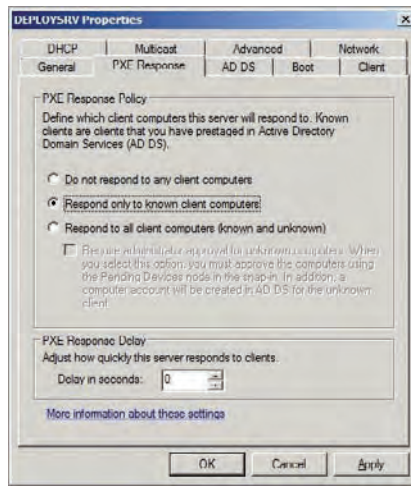 DEPLOYSRV Properties
DHCP Multicast Advanced Network
General PXE Response AD DS Boot Client
PXE Response Policy
Define which client computers this server will respond to. Known
clients are clients that you have prestaged in Active Directory
Domain Services (AD DS).
Do not respond to any client computers
Respond only to known client computers
Respond to all client computers (known and unknown)
Require administrator approval for unknown computers. When
you select this option, you must approve the computers using
the Pending Devices node in the snap-in. In addition, a
computer account will be created in AD DS for the unknown
client.
PXE Response Delay
Adjust how quickly this server responds to clients.
Delay in seconds: 0
More information about these settings
OK Cancel Apply